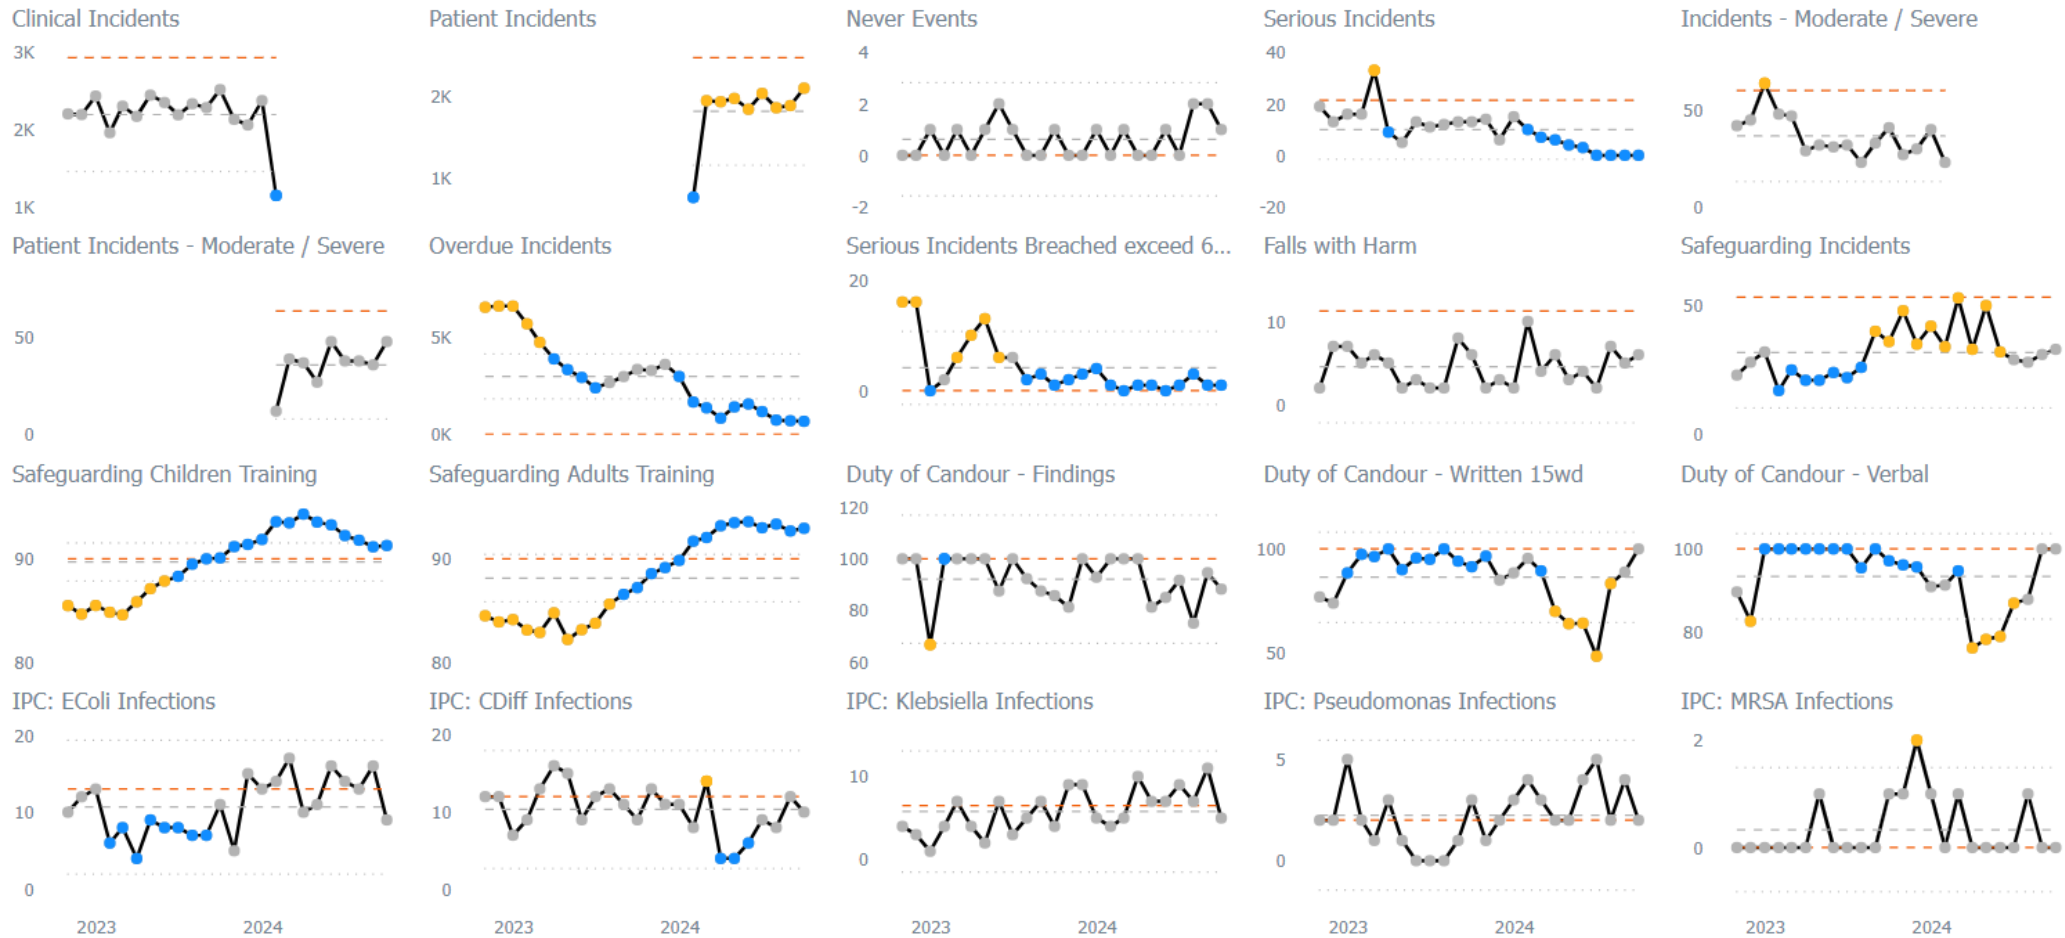 Clinical Incidents
3K
2K
1K
Patient Incidents
2K
1K
Never Events
4
2
0
-2
Serious Incidents
40
20
0
-20
Incidents - Moderate / Severe
50
0
Patient Incidents - Moderate / Severe
50
0
Overdue Incidents
5K
0K
Serious Incidents Breached exceed 6...
20
0
Falls with Harm
10
0
Safeguarding Incidents
50
0
Safeguarding Children Training
90
80
Safeguarding Adults Training
90
80
Duty of Candour - Findings
120
100
80
60
Duty of Candour - Written 15wd
100
50
Duty of Candour - Verbal
100
80
IPC: EColi Infections
20
10
0
2023 2024
IPC: CDiff Infections
20
10
0
2023 2024
IPC: Klebsiella Infections
10
0
2023 2024
IPC: Pseudomonas Infections
5
0
2023 2024
IPC: MRSA Infections
2
0
2023 2024